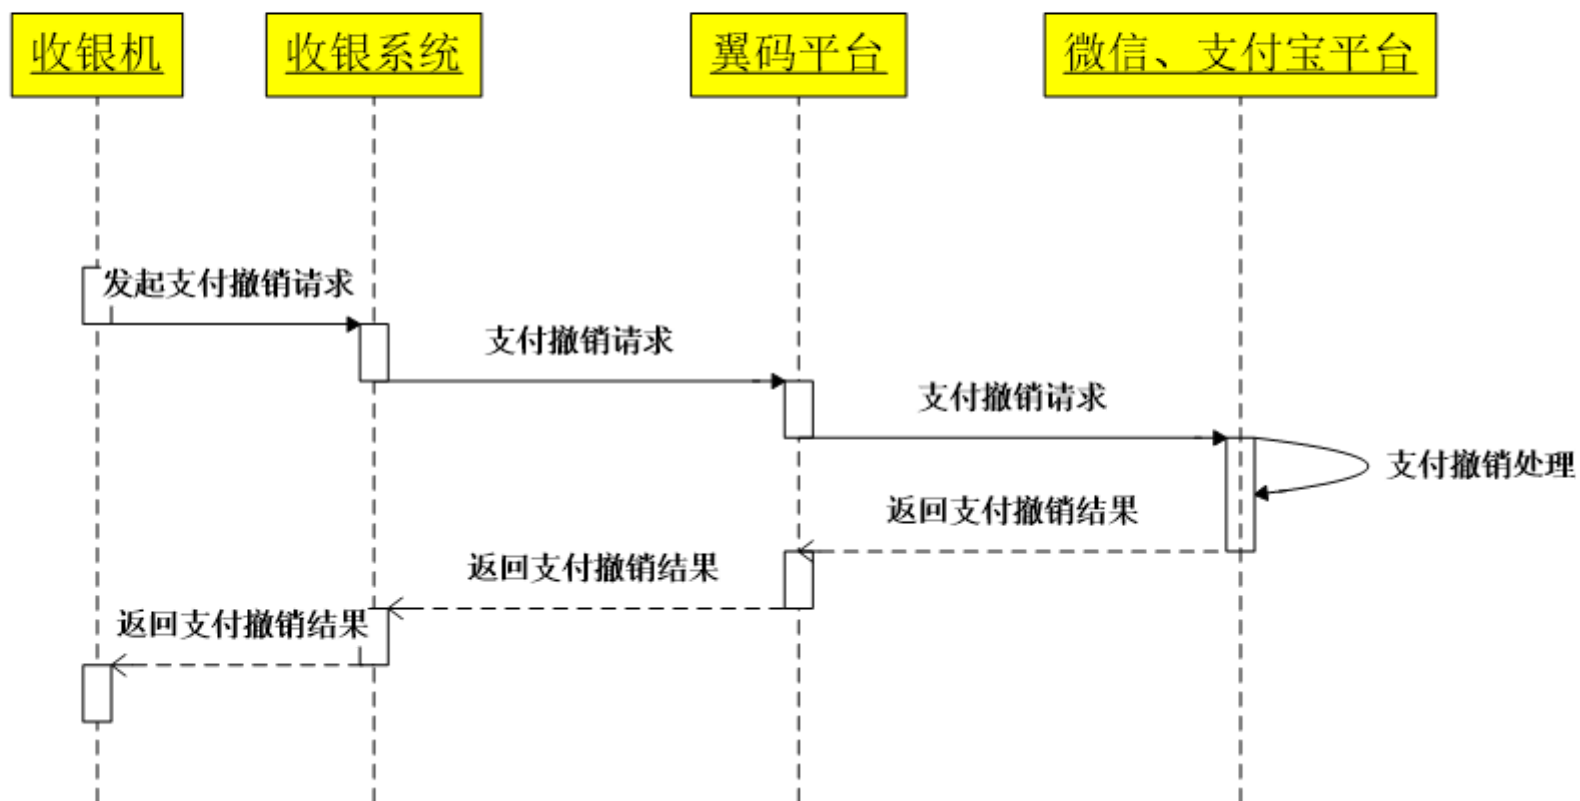 收银机
收银系统
翼码平台
微信、支付宝平台
发起支付撤销请求
支付撤销请求
支付撤销请求
支付撤销处理
返回支付撤销结果
返回支付撤销结果
返回支付撤销结果